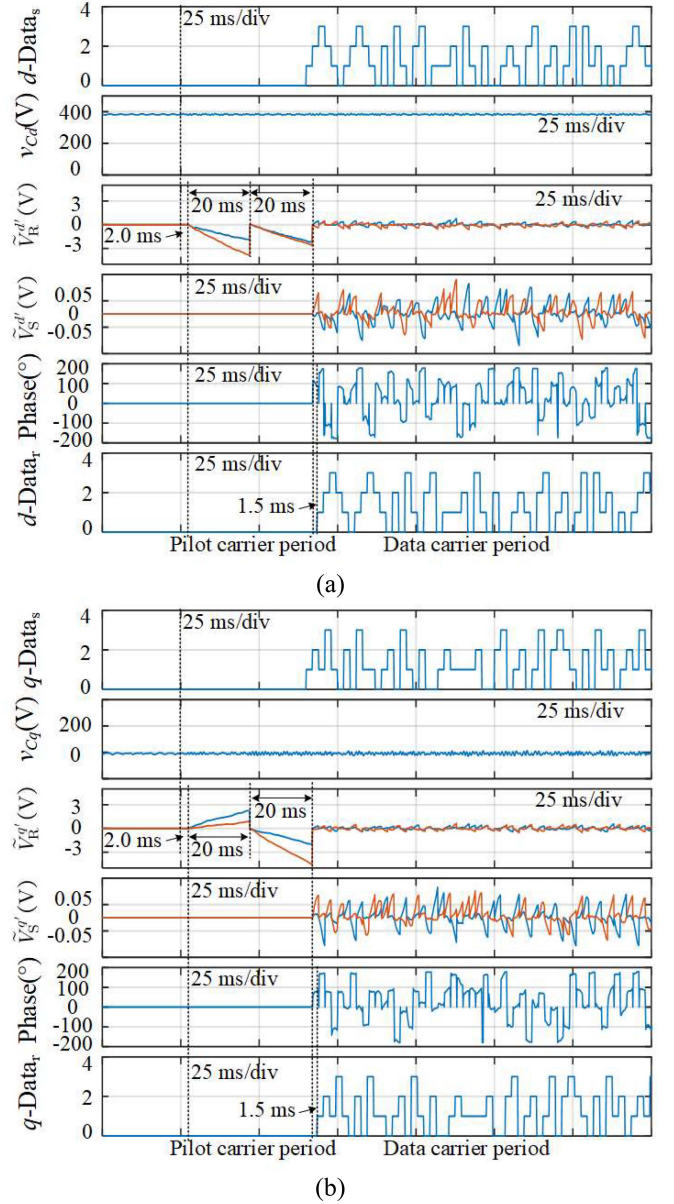 4
2
0
d-Data_s
25 ms/div
400
200
0
v_Cd(V)
25 ms/div
3
0
-3
Ṽ_R^d′(V)
20 ms 20 ms
2.0 ms
25 ms/div
0.05
0
-0.05
Ṽ_S^d′(V)
25 ms/div
200
100
0
-100
-200
Phase(°)
25 ms/div
4
2
0
d-Data_r
25 ms/div
1.5 ms
Pilot carrier period Data carrier period
(a)
4
2
0
q-Data_s
25 ms/div
200
0
v_Cq(V)
25 ms/div
3
0
-3
Ṽ_R^q′(V)
20 ms
25 ms/div
2.0 ms
20 ms
0.05
0
-0.05
Ṽ_S^q′(V)
25 ms/div
200
100
0
-100
-200
Phase(°)
25 ms/div
4
2
0
q-Data_r
25 ms/div
1.5 ms
Pilot carrier period Data carrier period
(b)